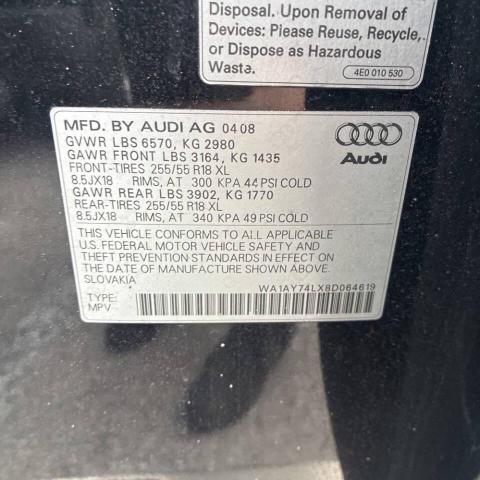 Disposal. Upon Removal of
Devices: Please Reuse, Recycle,
or Dispose as Hazardous
Waste.
4E0 010 530
MFD. BY AUDI AG 04 08
GVWR LBS 6570, KG 2980
GAWR FRONT LBS 3164, KG 1435
FRONT-TIRES 255/55 R18 XL
8.5JX18 RIMS, AT 300 KPA 44 PSI COLD
GAWR REAR LBS 3902, KG 1770
REAR-TIRES 255/55 R18 XL
8.5JX18 RIMS, AT 340 KPA 49 PSI COLD
Audi
THIS VEHICLE CONFORMS TO ALL APPLICABLE
U.S. FEDERAL MOTOR VEHICLE SAFETY AND
THEFT PREVENTION STANDARDS IN EFFECT ON
THE DATE OF MANUFACTURE SHOWN ABOVE.
SLOVAKIA
WA1AY74LX8D064619
TYPE:
MPV